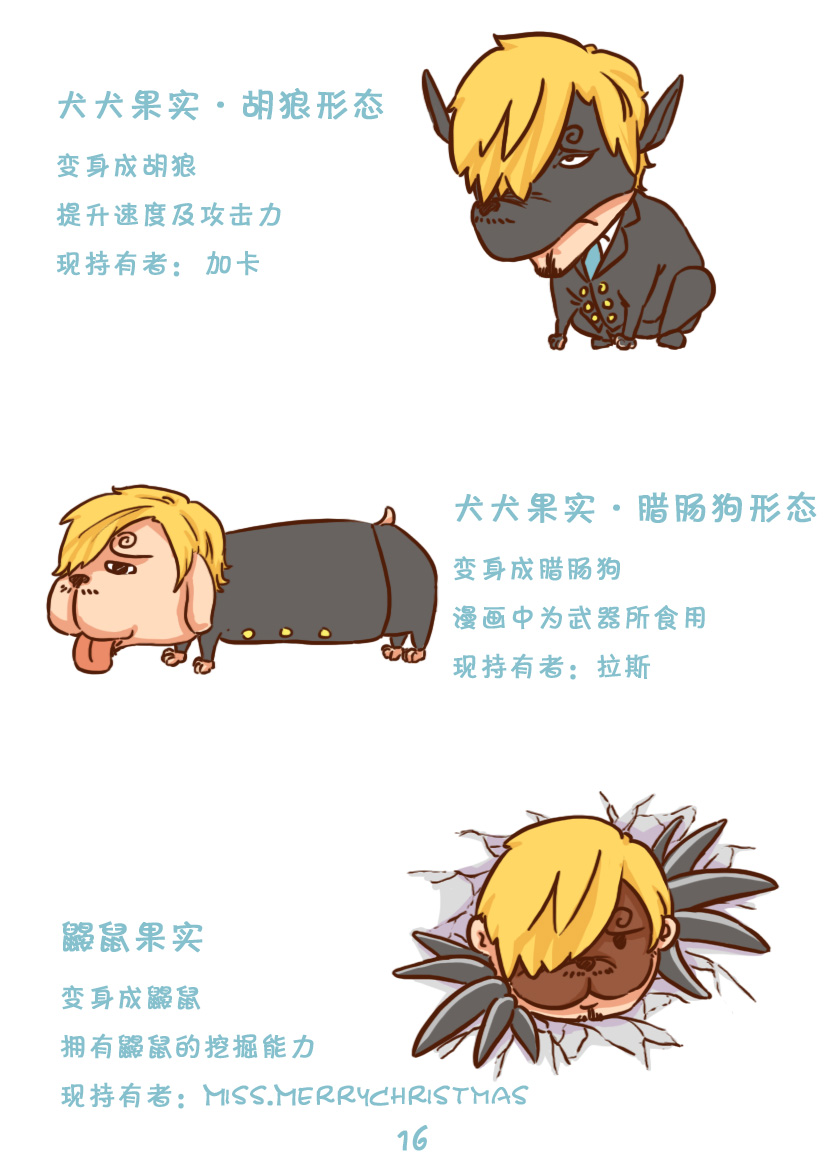 犬犬果实·胡狼形态
变身成胡狼
提升速度及攻击力
现持有者：加卡
犬犬果实·腊肠狗形态
变身成腊肠狗
漫画中为武器所食用
现持有者：拉斯
鼹鼠果实
变身成鼹鼠
拥有鼹鼠的挖掘能力
现持有者：MISS.MERRYCHRISTMAS
16